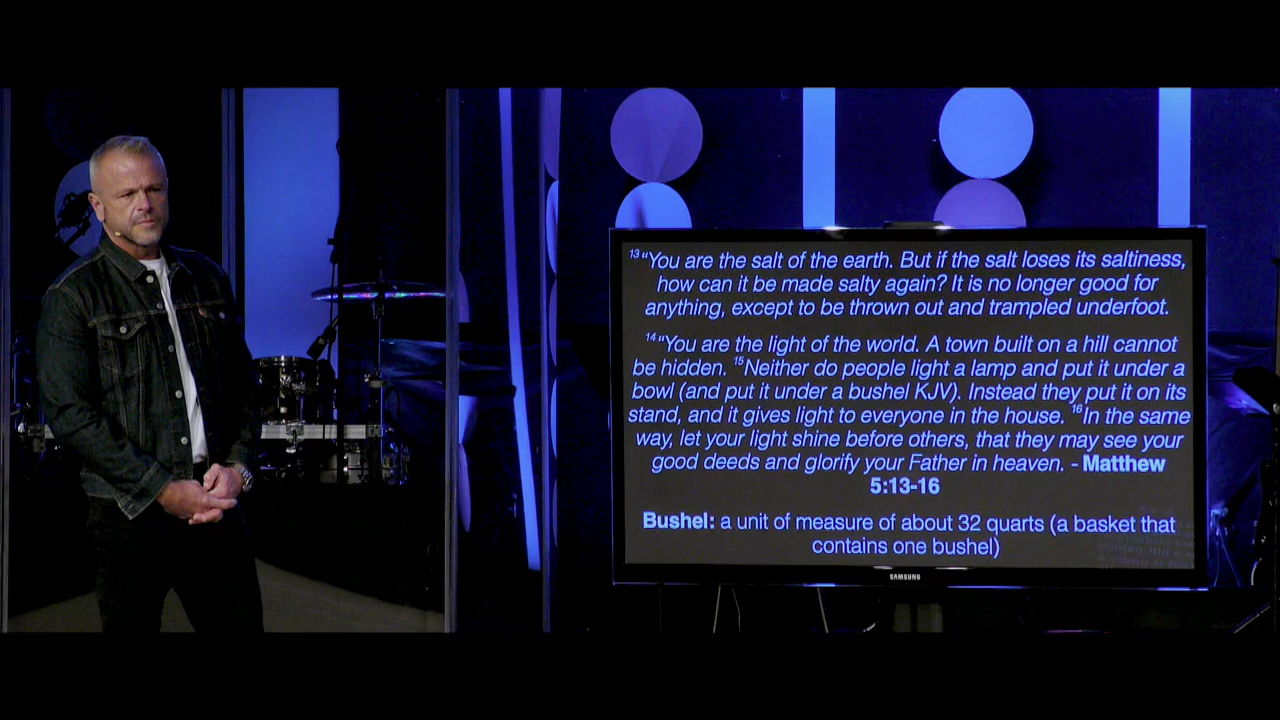 ¹³“You are the salt of the earth. But if the salt loses its saltiness,
how can it be made salty again? It is no longer good for
anything, except to be thrown out and trampled underfoot.
¹⁴“You are the light of the world. A town built on a hill cannot
be hidden. ¹⁵Neither do people light a lamp and put it under a
bowl (and put it under a bushel KJV). Instead they put it on its
stand, and it gives light to everyone in the house. ¹⁶In the same
way, let your light shine before others, that they may see your
good deeds and glorify your Father in heaven. - Matthew
5:13-16
Bushel: a unit of measure of about 32 quarts (a basket that
contains one bushel)
SAMSUNG